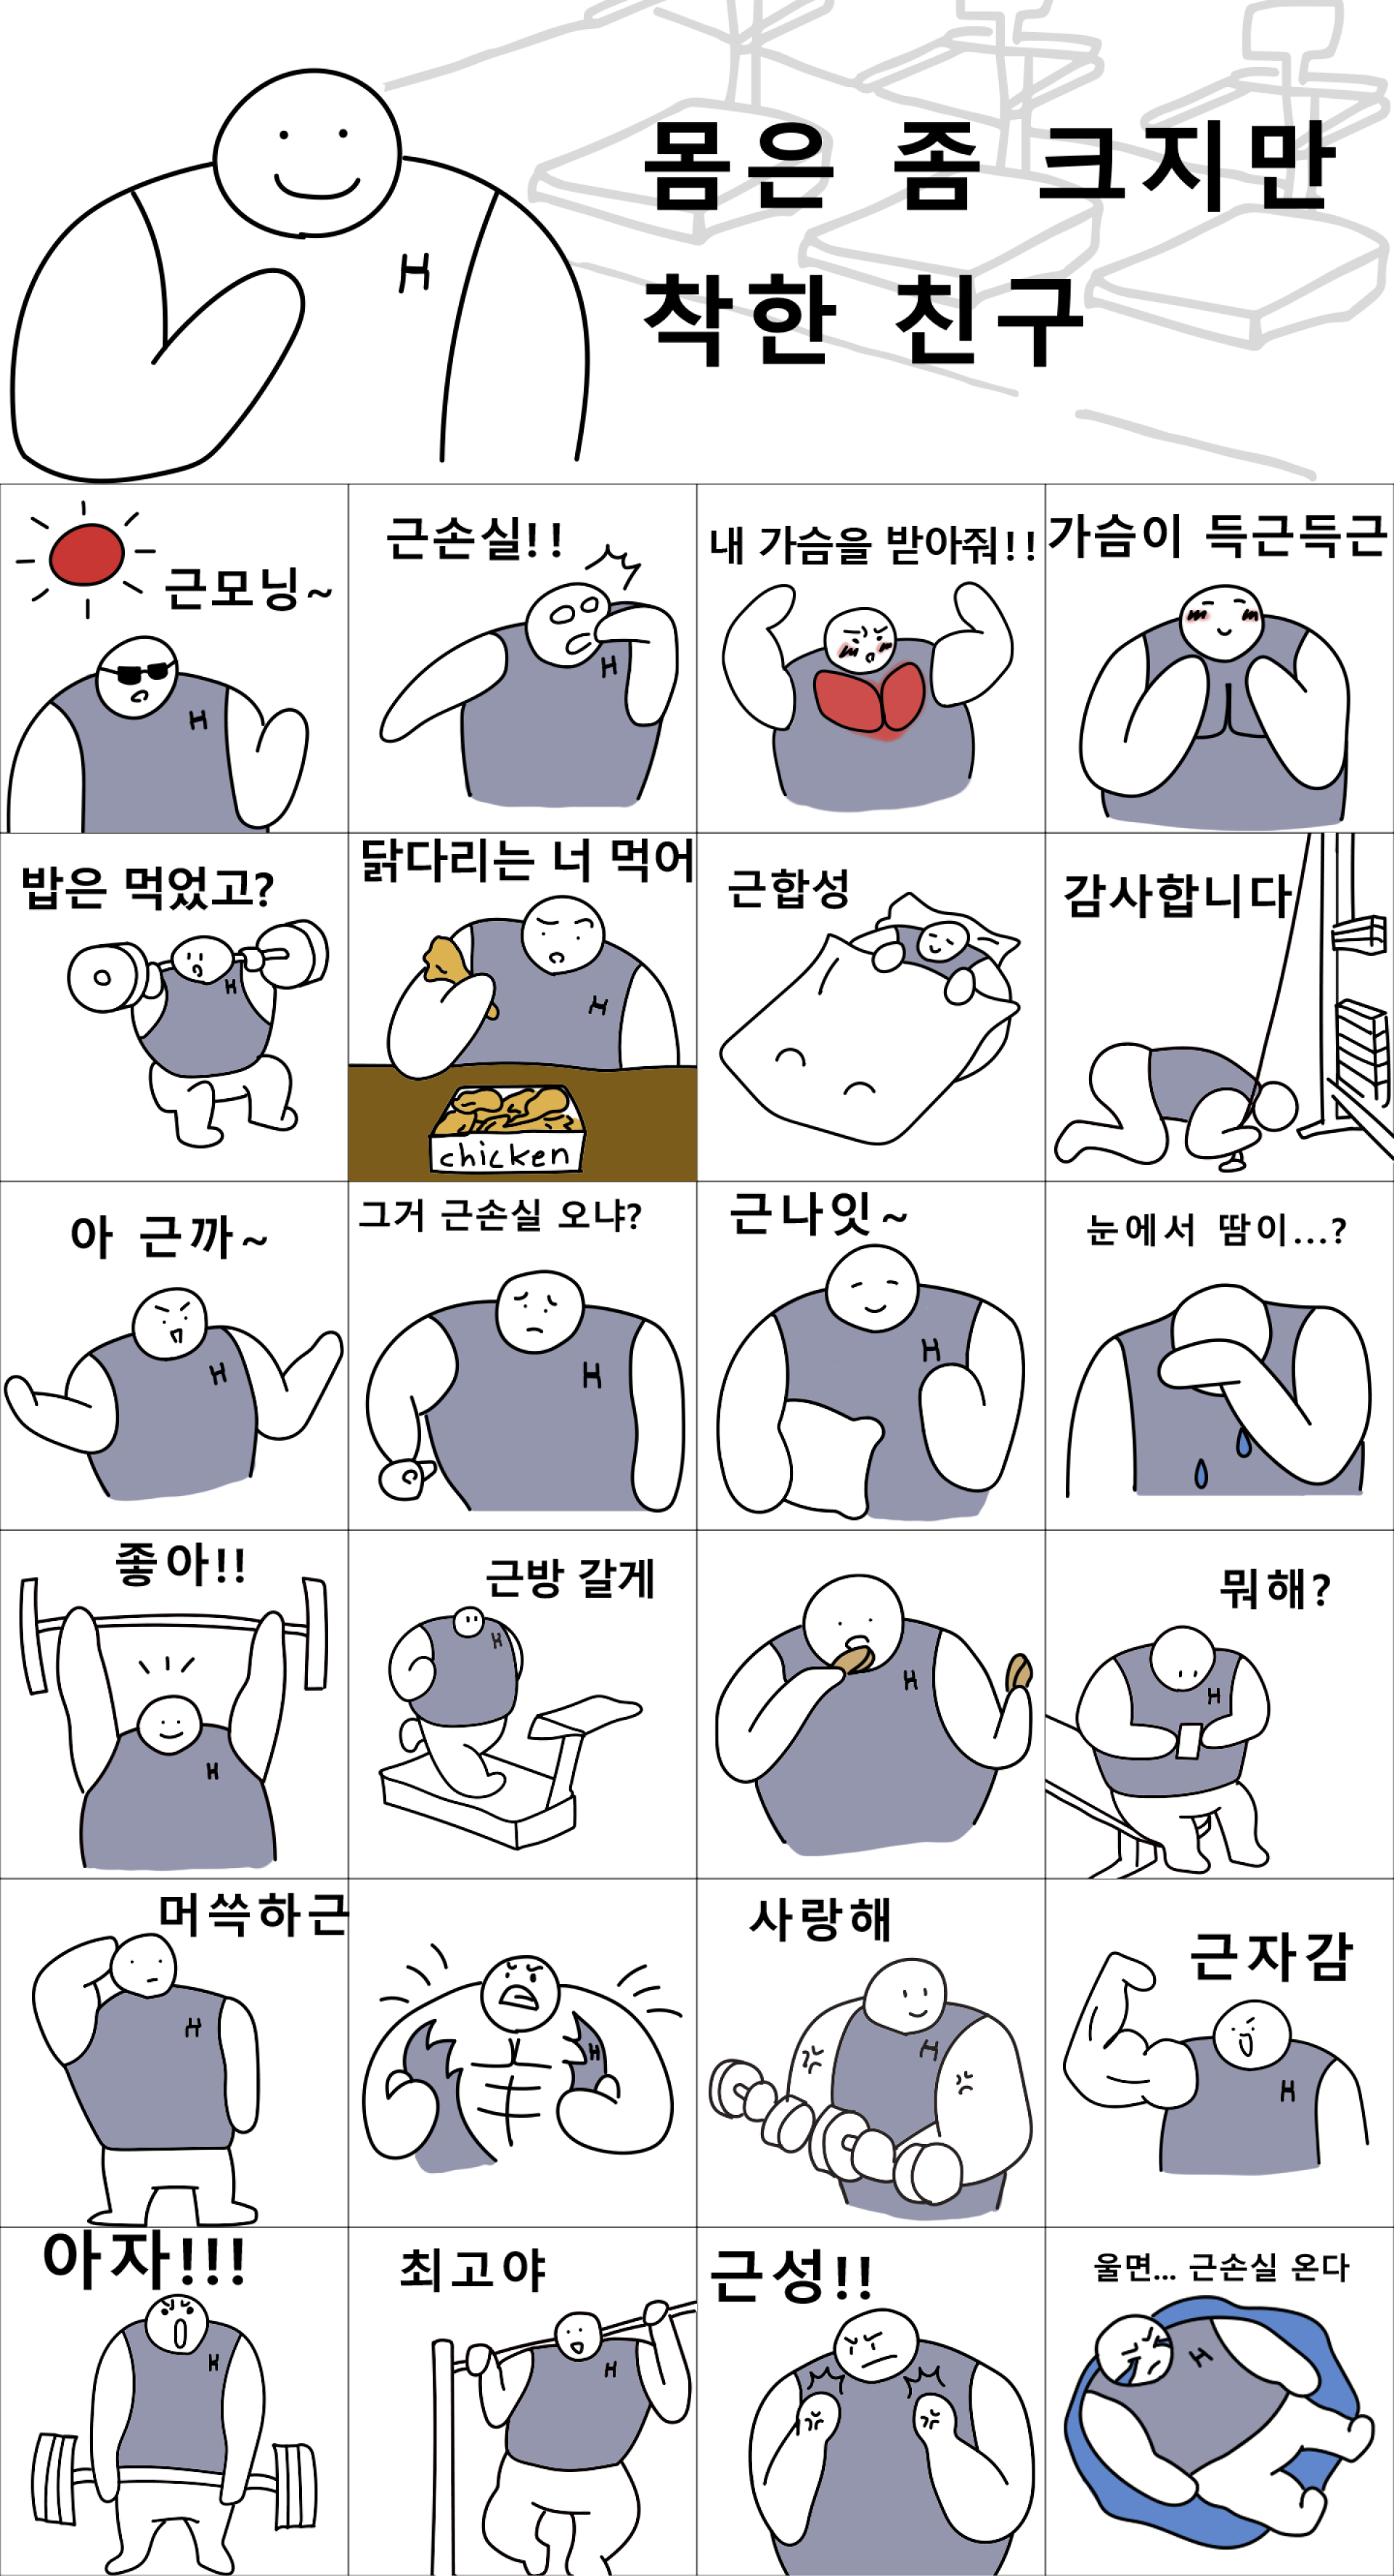 몸은 좀 크지만
착한 친구
H
근모닝~
H
근손실!!
H
내 가슴을 받아줘!!
가슴이 득근득근
밥은 먹었고?
H
닭다리는 너 먹어
H
chicken
근합성
감사합니다
아 근까~
H
그거 근손실 오냐?
H
근나잇~
H
눈에서 땀이...?
좋아!!
H
근방 갈게
H
H
뭐해?
H
머쓱하근
H
H
사랑해
H
근자감
H
아자!!!
H
최고야
H
근성!!
울면... 근손실 온다
H